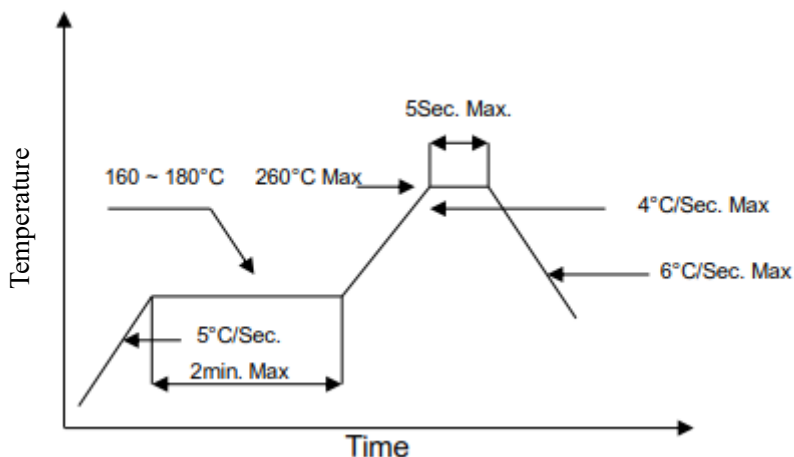 5Sec. Max.
160 ~ 180°C
260°C Max
4°C/Sec. Max
6°C/Sec. Max
Temperature
5°C/Sec.
2min. Max
Time